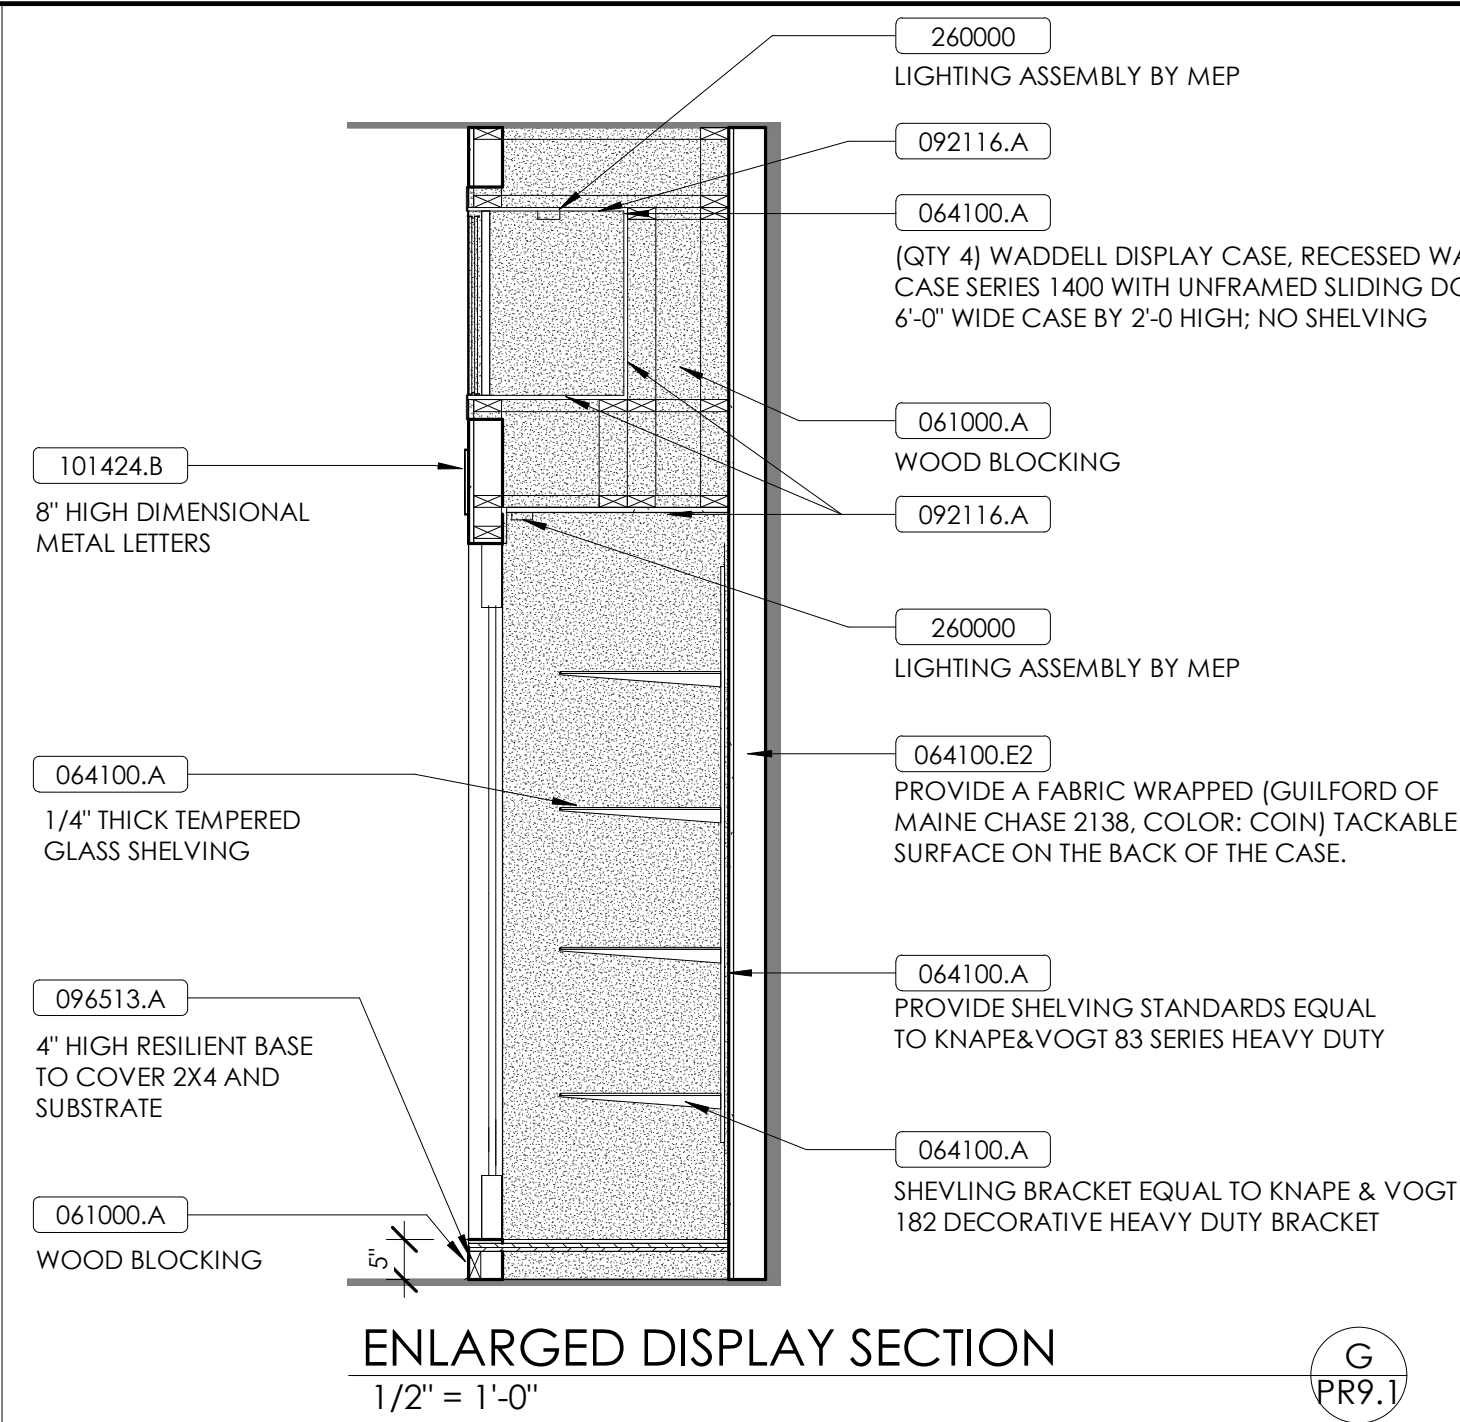 260000
LIGHTING ASSEMBLY BY MEP
092116.A
064100.A
(QTY 4) WADDELL DISPLAY CASE, RECESSED
CASE SERIES 1400 WITH UNFRAMED SLIDING
6'-0" WIDE CASE BY 2'-0 HIGH; NO SHELVING
061000.A
WOOD BLOCKING
092116.A
260000
LIGHTING ASSEMBLY BY MEP
064100.E2
PROVIDE A FABRIC WRAPPED (GUILFORD OF
MAINE CHASE 2138, COLOR: COIN) TACKABLE
SURFACE ON THE BACK OF THE CASE.
064100.A
PROVIDE SHELVING STANDARDS EQUAL
TO KNAPE&VOGT 83 SERIES HEAVY DUTY
064100.A
SHEVLING BRACKET EQUAL TO KNAPE & VOGT
182 DECORATIVE HEAVY DUTY BRACKET
101424.B
8" HIGH DIMENSIONAL
METAL LETTERS
064100.A
1/4" THICK TEMPERED
GLASS SHELVING
096513.A
4" HIGH RESILIENT BASE
TO COVER 2X4 AND
SUBSTRATE
061000.A
WOOD BLOCKING
5"
ENLARGED DISPLAY SECTION
1/2" = 1'-0"
G
PR9.1